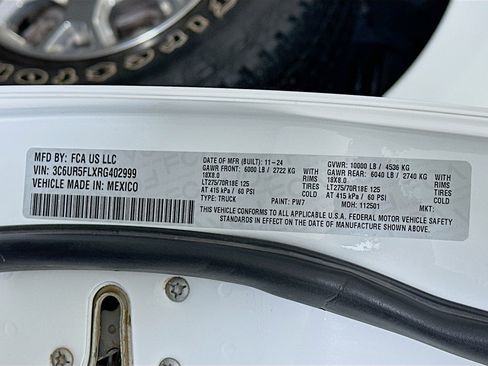 MFD BY: FCA US LLC
VIN: 3C6UR5FLXRG402999
VEHICLE MADE IN: MEXICO
DATE OF MFR (BUILT): 11-24 GVW: 10000 LB / 4536 KG
GAWR FRONT: 6000 LB / 2722 KG WITH GAWR REAR: 6040 LB / 2740 KG WITH
18X8.0 RIMS 18X8.0 RIMS
LT275/70R18E 125 TIRES LT275/70R18E 125 TIRES
AT 415 kPa / 60 PSI COLD AT 415 kPa / 60 PSI COLD
TYPE: TRUCK PAINT: PW7 MDH: 112501 MKT:
THIS VEHICLE CONFORMS TO ALL APPLICABLE U.S.A. FEDERAL MOTOR VEHICLE SAFETY
STANDARDS IN EFFECT ON THE DATE OF MANUFACTURE SHOWN ABOVE.